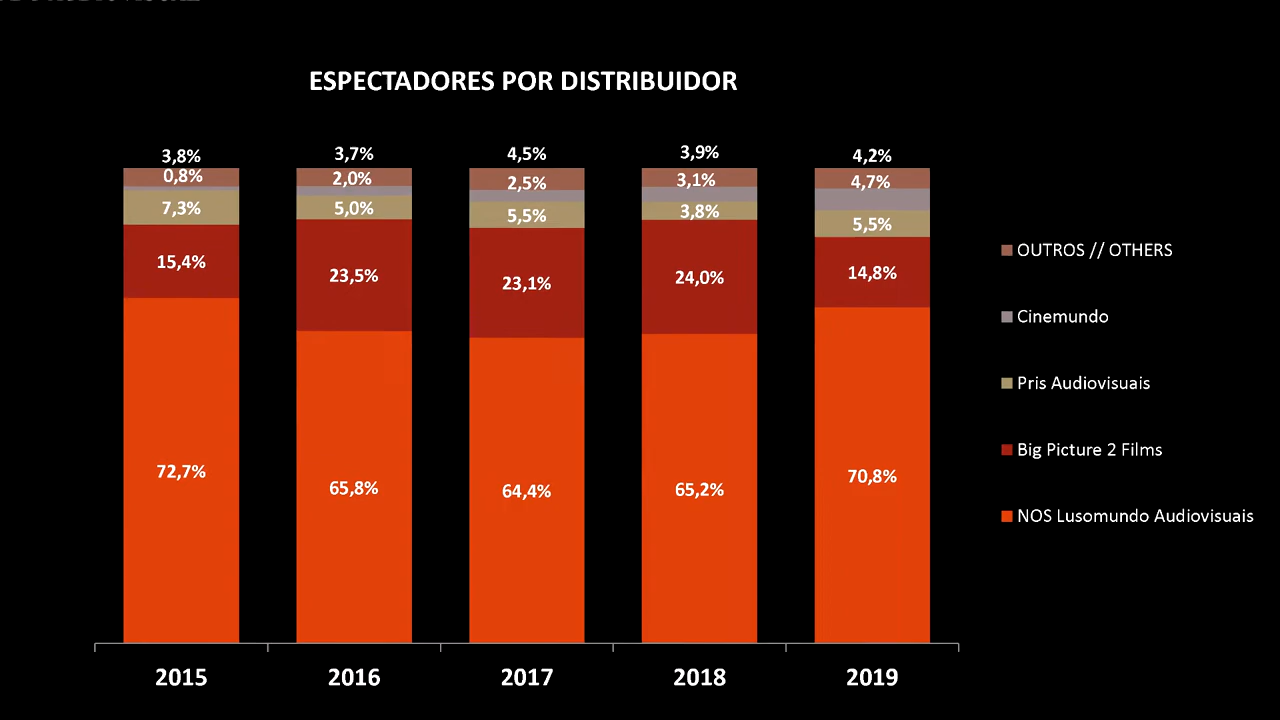 ESPECTADORES POR DISTRIBUIDOR
3,8% 3,7% 4,5% 3,9% 4,2%
0,8% 2,0% 2,5% 3,1% 4,7%
7,3% 5,0% 5,5% 3,8% 5,5%
15,4% 23,5% 23,1% 24,0% 14,8%
72,7% 65,8% 64,4% 65,2% 70,8%
2015 2016 2017 2018 2019
OUTROS // OTHERS
Cinemundo
Pris Audiovisuais
Big Picture 2 Films
NOS Lusomundo Audiovisuais